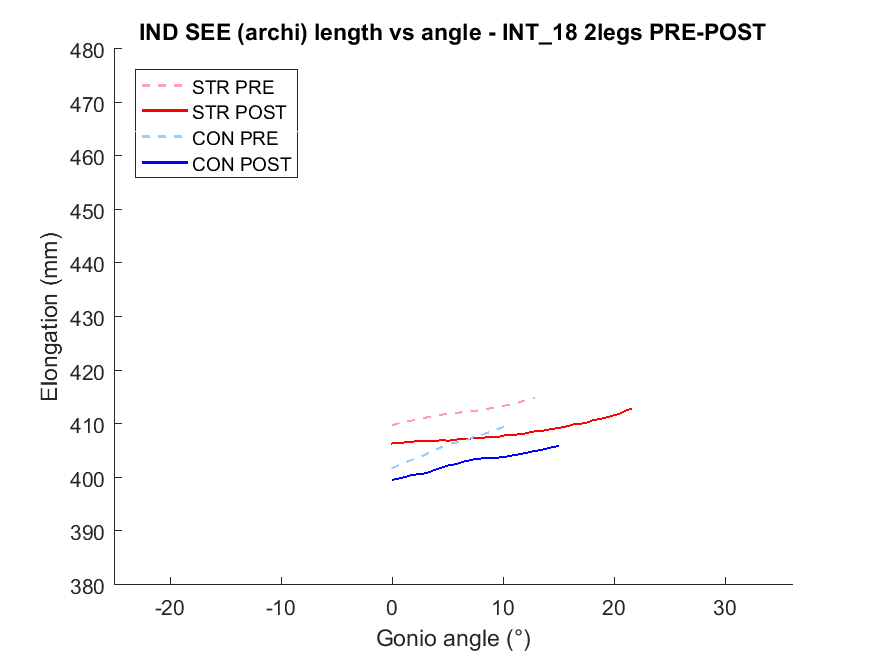 IND SEE (archi) length vs angle - INT_18 2legs PRE-POST
480
470
460
450
440
430
420
410
400
390
380
Elongation (mm)
STR PRE
STR POST
CON PRE
CON POST
-20
-10
0
10
20
30
Gonio angle (°)